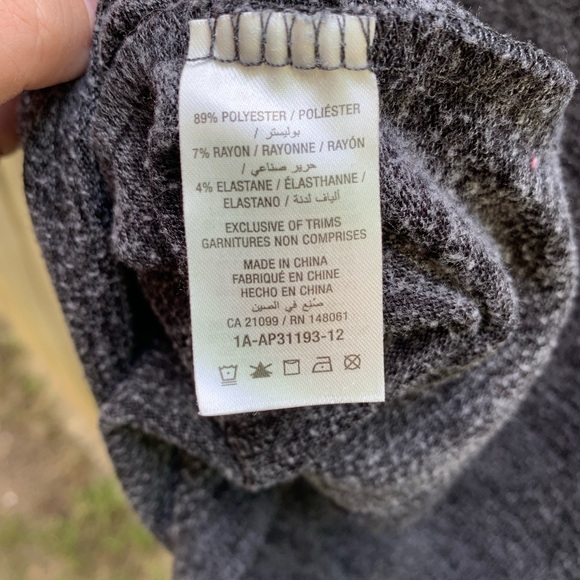 89% POLYESTER / POLIÉSTER
بوليستر /
7% RAYON / RAYONNE / RAYÓN
/ حرير صناعي
4% ELASTANE / ÉLASTHANNE /
ELASTANO / ألياف لدنة
EXCLUSIVE OF TRIMS
GARNITURES NON COMPRISES
MADE IN CHINA
FABRIQUÉ EN CHINE
HECHO EN CHINA
صُنِع في الصين
CA 21099 / RN 148061
1A-AP31193-12